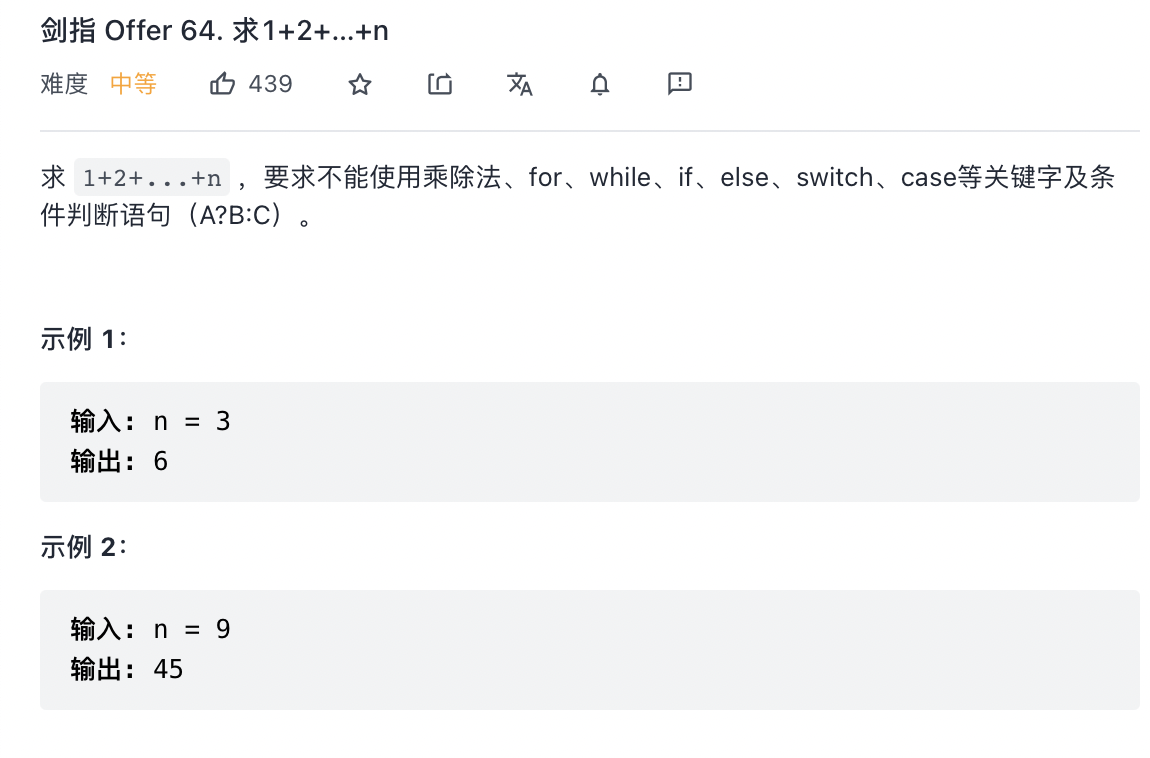 剑指 Offer 64. 求1+2+…+n
难度 中等 439
求 1+2+...+n ，要求不能使用乘除法、for、while、if、else、switch、case等关键字及条
件判断语句（A?B:C）。
示例 1：
输入: n = 3
输出: 6
示例 2：
输入: n = 9
输出: 45